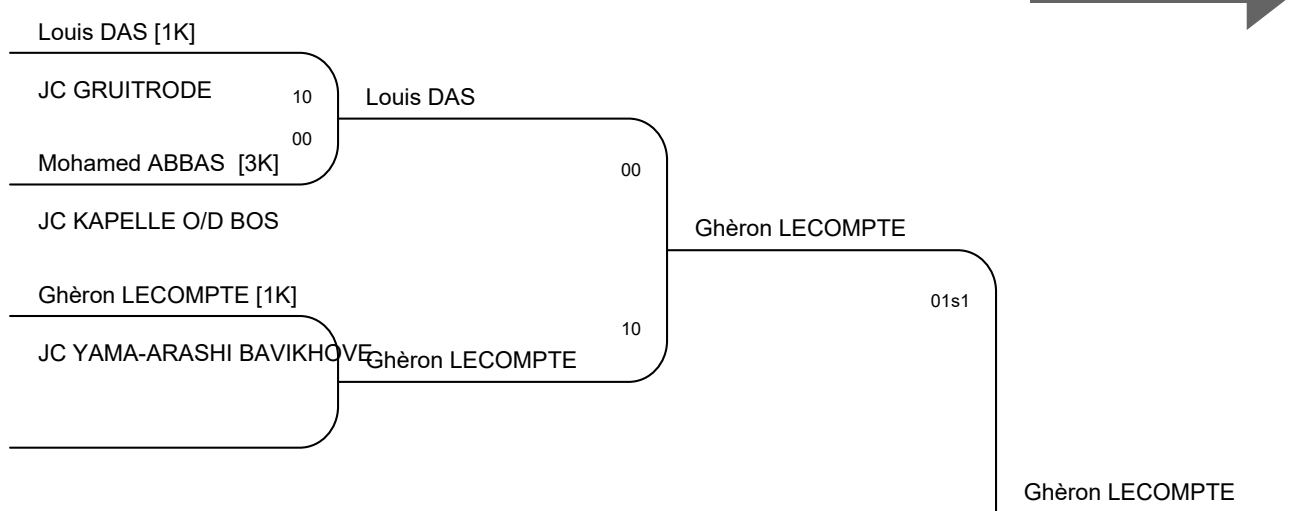 Louis DAS [1K]
JC GRUITRODE
10
Louis DAS
00
Mohamed ABBAS [3K]
00
JC KAPELLE O/D BOS
Ghèron LECOMPTE
Ghèron LECOMPTE [1K]
01s1
10
JC YAMA-ARASHI BAVIKHOVE
Ghèron LECOMPTE
Ghèron LECOMPTE